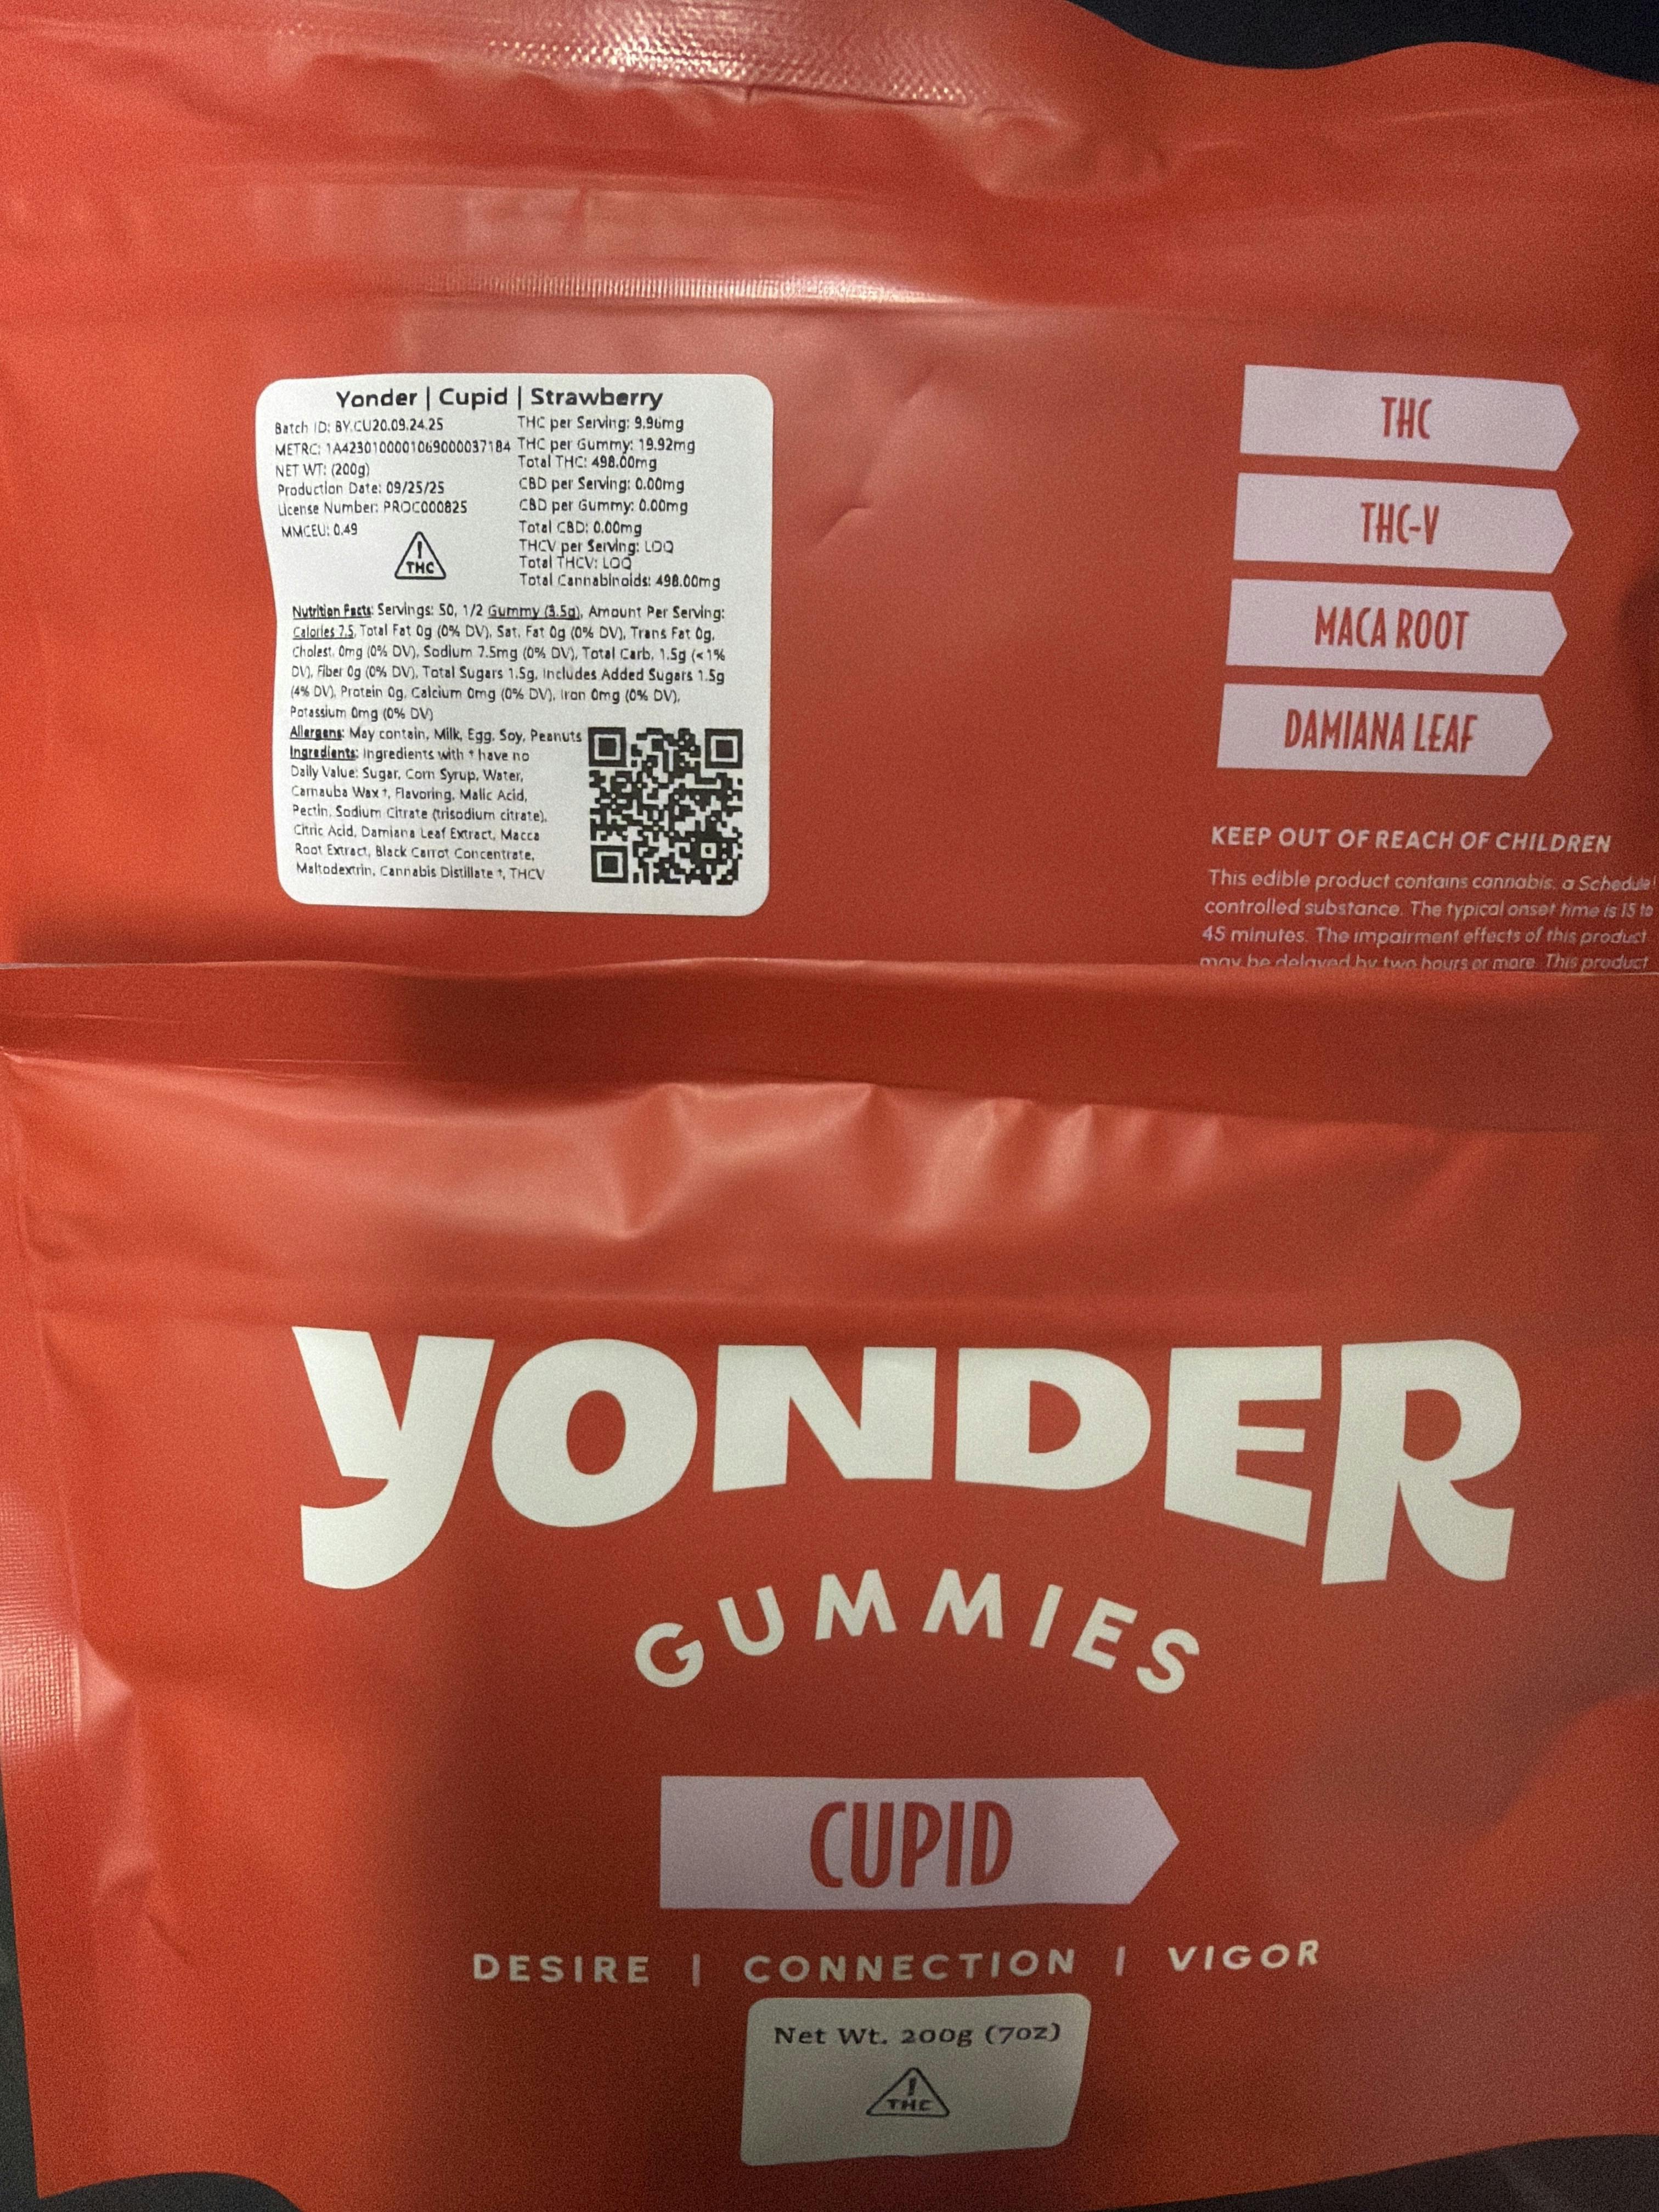 Yonder | Cupid | Strawberry
Batch ID: BY.CU20.09.24.25
METRC: 1A4230100001069000037184
NET WT: (200g)
Production Date: 09/25/25
License Number: PROC000825
MMCEU: 0.49
!
THC
THC per Serving: 9.96mg
THC per Gummy: 19.92mg
Total THC: 498.00mg
CBD per Serving: 0.00mg
CBD per Gummy: 0.00mg
Total CBD: 0.00mg
THCV per Serving: LOQ
Total THCV: LOQ
Total Cannabinoids: 498.00mg
Nutrition Facts: Servings: 50, 1/2 Gummy (3.5g), Amount Per Serving:
Calories 7.5, Total Fat 0g (0% DV), Sat. Fat 0g (0% DV), Trans Fat 0g,
Cholest. 0mg (0% DV), Sodium 7.5mg (0% DV), Total Carb. 1.5g (<1%
DV), Fiber 0g (0% DV), Total Sugars 1.5g, Includes Added Sugars 1.5g
(4% DV), Protein 0g, Calcium 0mg (0% DV), Iron 0mg (0% DV),
Potassium 0mg (0% DV)
Allergens: May contain, Milk, Egg, Soy, Peanuts
Ingredients: Ingredients with † have no
Daily Value: Sugar, Corn Syrup, Water,
Carnauba Wax †, Flavoring, Malic Acid,
Pectin, Sodium Citrate (trisodium citrate),
Citric Acid, Damiana Leaf Extract, Macca
Root Extract, Black Carrot Concentrate,
Maltodextrin, Cannabis Distillate †, THCV
THC
THC-V
MACA ROOT
DAMIANA LEAF
KEEP OUT OF REACH OF CHILDREN
This edible product contains cannabis, a Schedule I
controlled substance. The typical onset time is 15 to
45 minutes. The impairment effects of this product
may be delayed by two hours or more. This product
YONDER
GUMMIES
CUPID
DESIRE | CONNECTION | VIGOR
Net Wt. 200g (7oz)
!
THC